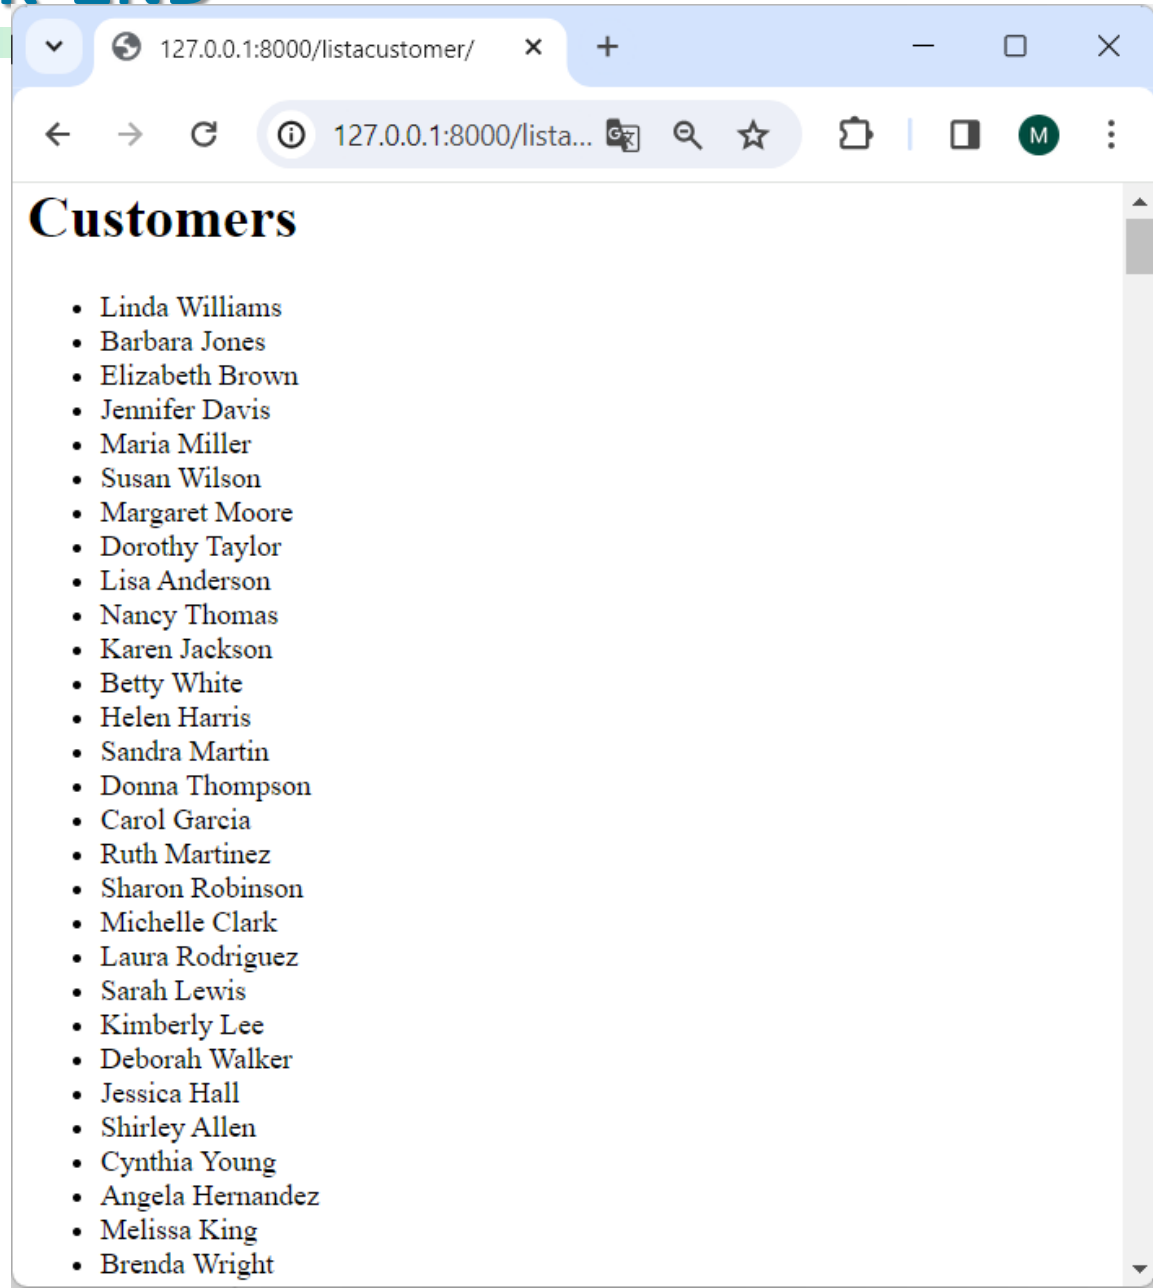 127.0.0.1:8000/listacustomer/
127.0.0.1:8000/lista...
M
Customers
• Linda Williams
• Barbara Jones
• Elizabeth Brown
• Jennifer Davis
• Maria Miller
• Susan Wilson
• Margaret Moore
• Dorothy Taylor
• Lisa Anderson
• Nancy Thomas
• Karen Jackson
• Betty White
• Helen Harris
• Sandra Martin
• Donna Thompson
• Carol Garcia
• Ruth Martinez
• Sharon Robinson
• Michelle Clark
• Laura Rodriguez
• Sarah Lewis
• Kimberly Lee
• Deborah Walker
• Jessica Hall
• Shirley Allen
• Cynthia Young
• Angela Hernandez
• Melissa King
• Brenda Wright